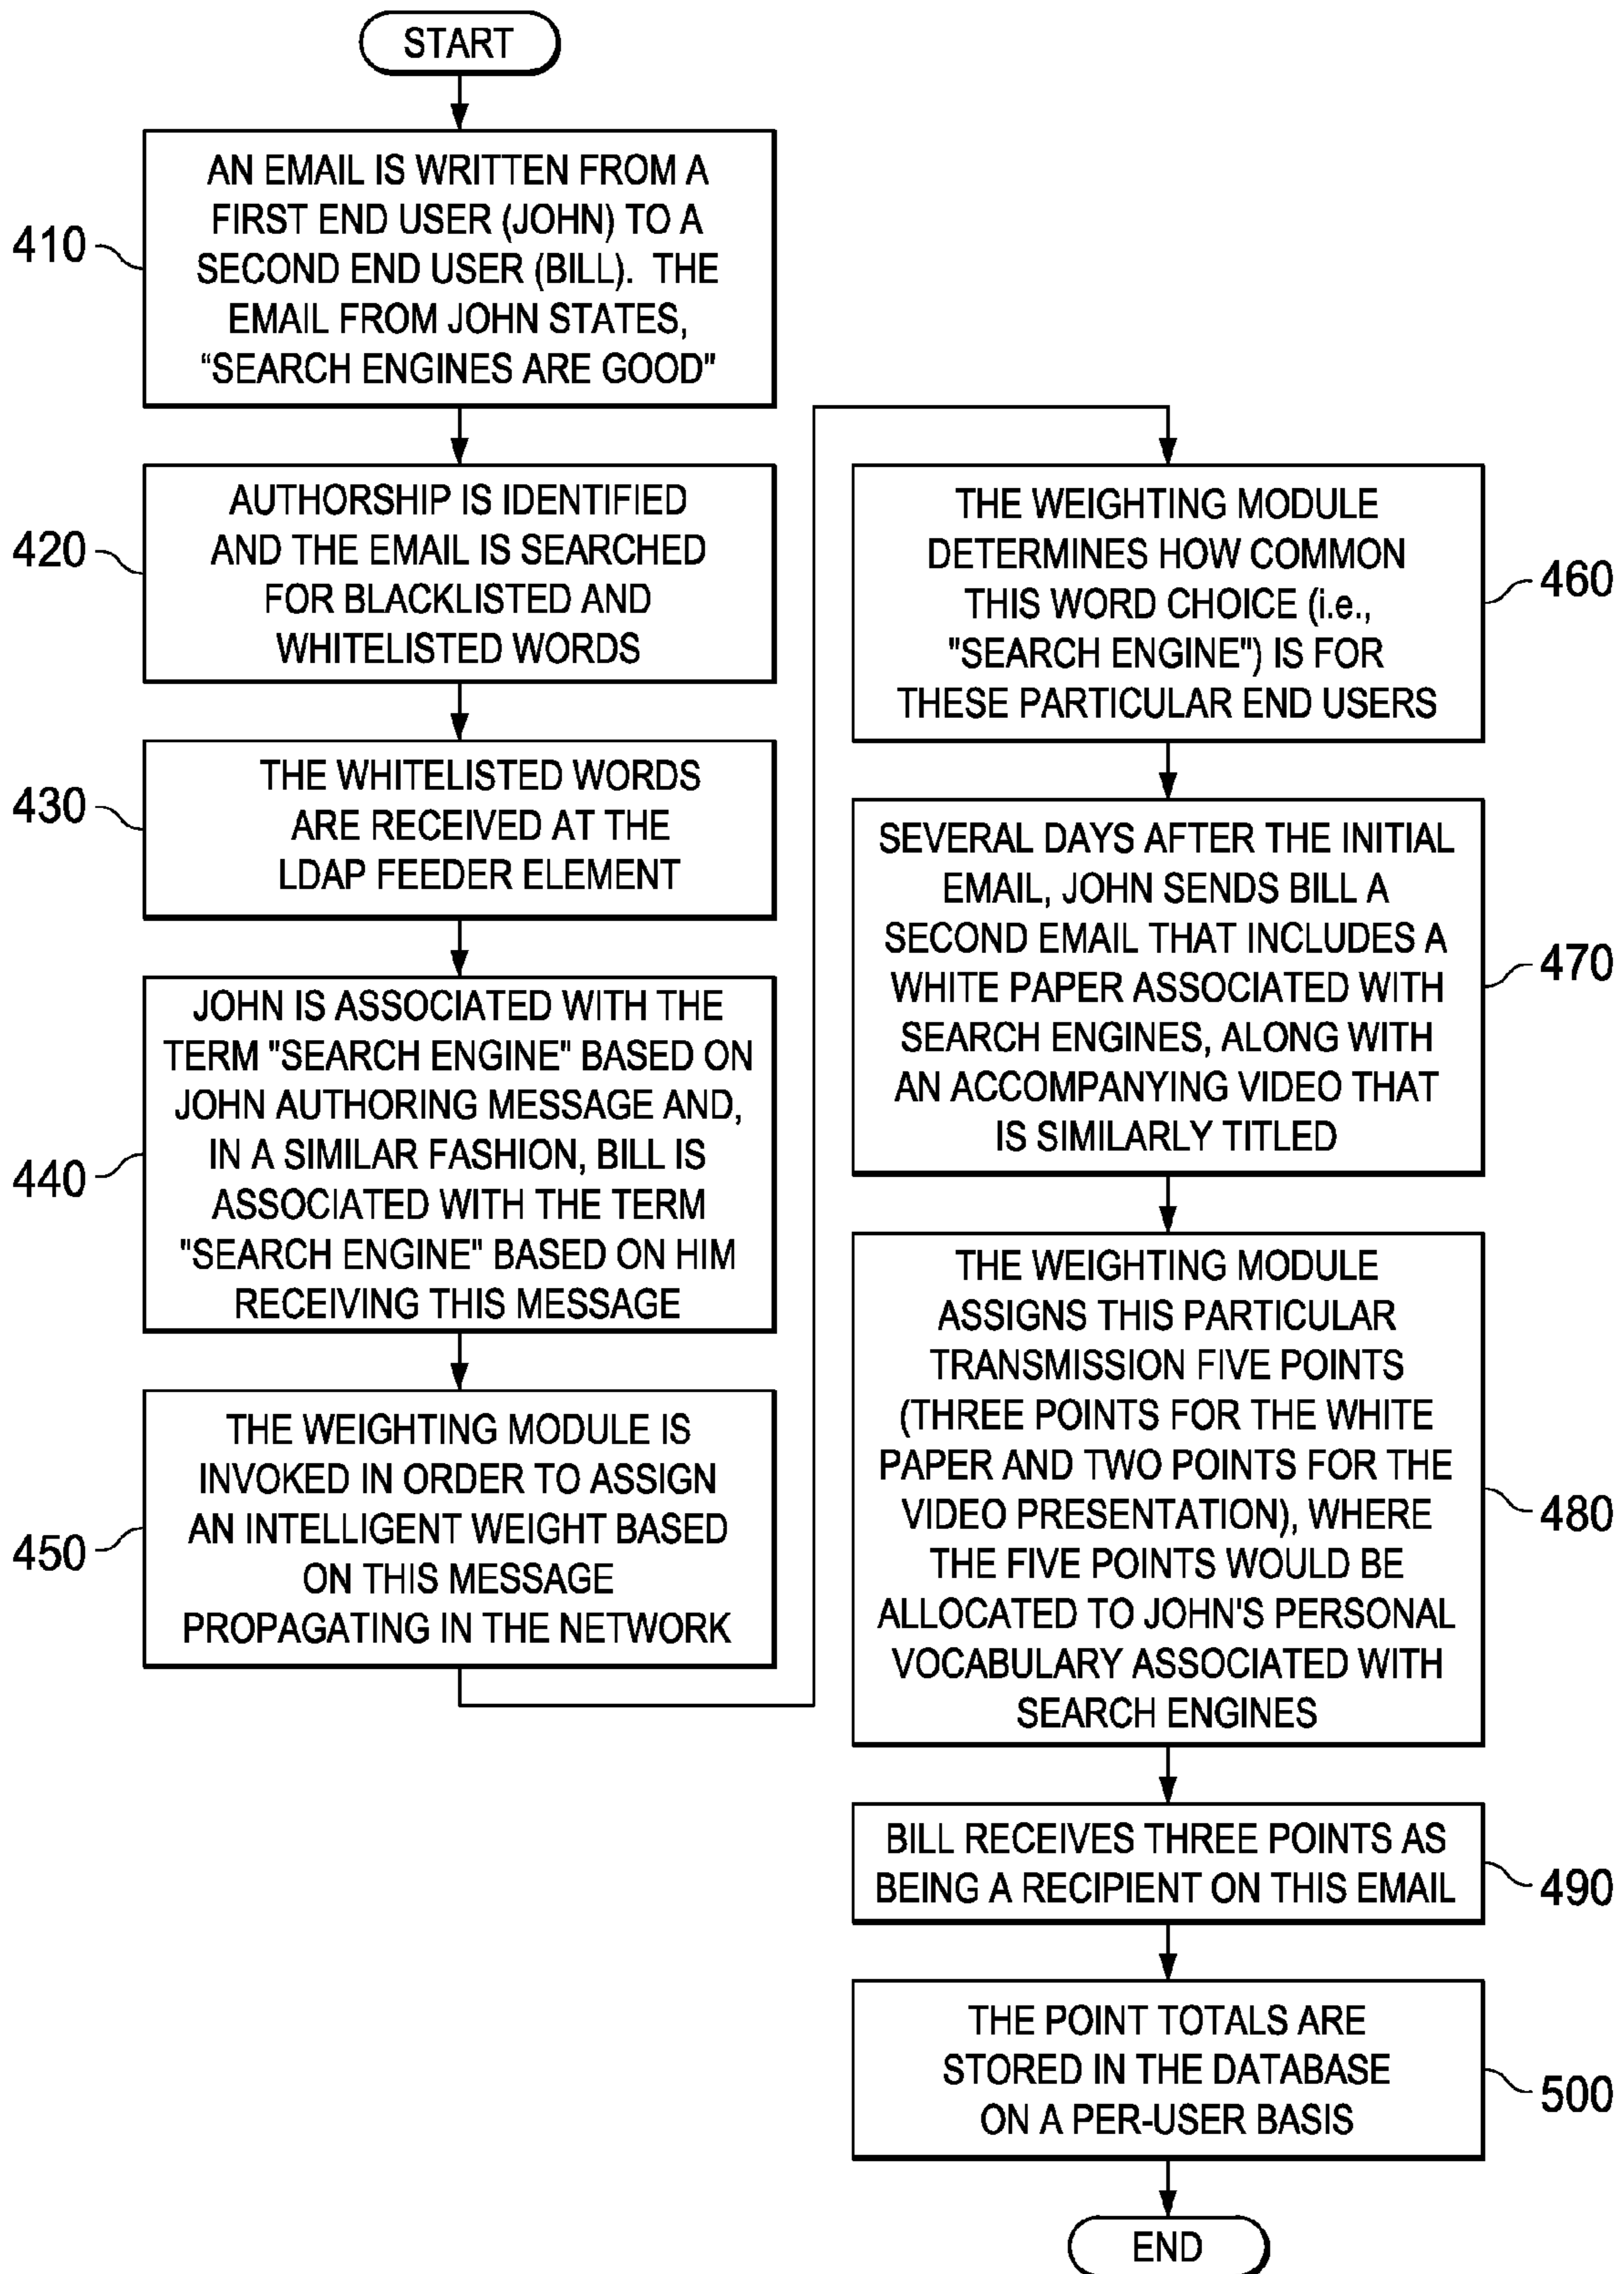 START
AN EMAIL IS WRITTEN FROM A
FIRST END USER (JOHN) TO A
SECOND END USER (BILL). THE
EMAIL FROM JOHN STATES,
“SEARCH ENGINES ARE GOOD"
410
AUTHORSHIP IS IDENTIFIED
AND THE EMAIL IS SEARCHED
FOR BLACKLISTED AND
WHITELISTED WORDS
420
THE WHITELISTED WORDS
ARE RECEIVED AT THE
LDAP FEEDER ELEMENT
430
JOHN IS ASSOCIATED WITH THE
TERM "SEARCH ENGINE" BASED ON
JOHN AUTHORING MESSAGE AND,
IN A SIMILAR FASHION, BILL IS
ASSOCIATED WITH THE TERM
"SEARCH ENGINE" BASED ON HIM
RECEIVING THIS MESSAGE
440
THE WEIGHTING MODULE IS
INVOKED IN ORDER TO ASSIGN
AN INTELLIGENT WEIGHT BASED
ON THIS MESSAGE
PROPAGATING IN THE NETWORK
450
THE WEIGHTING MODULE
DETERMINES HOW COMMON
THIS WORD CHOICE (i.e.,
"SEARCH ENGINE") IS FOR
THESE PARTICULAR END USERS
460
SEVERAL DAYS AFTER THE INITIAL
EMAIL, JOHN SENDS BILL A
SECOND EMAIL THAT INCLUDES A
WHITE PAPER ASSOCIATED WITH
SEARCH ENGINES, ALONG WITH
AN ACCOMPANYING VIDEO THAT
IS SIMILARLY TITLED
470
THE WEIGHTING MODULE
ASSIGNS THIS PARTICULAR
TRANSMISSION FIVE POINTS
(THREE POINTS FOR THE WHITE
PAPER AND TWO POINTS FOR THE
VIDEO PRESENTATION), WHERE
THE FIVE POINTS WOULD BE
ALLOCATED TO JOHN'S PERSONAL
VOCABULARY ASSOCIATED WITH
SEARCH ENGINES
480
BILL RECEIVES THREE POINTS AS
BEING A RECIPIENT ON THIS EMAIL
490
THE POINT TOTALS ARE
STORED IN THE DATABASE
ON A PER-USER BASIS
500
END